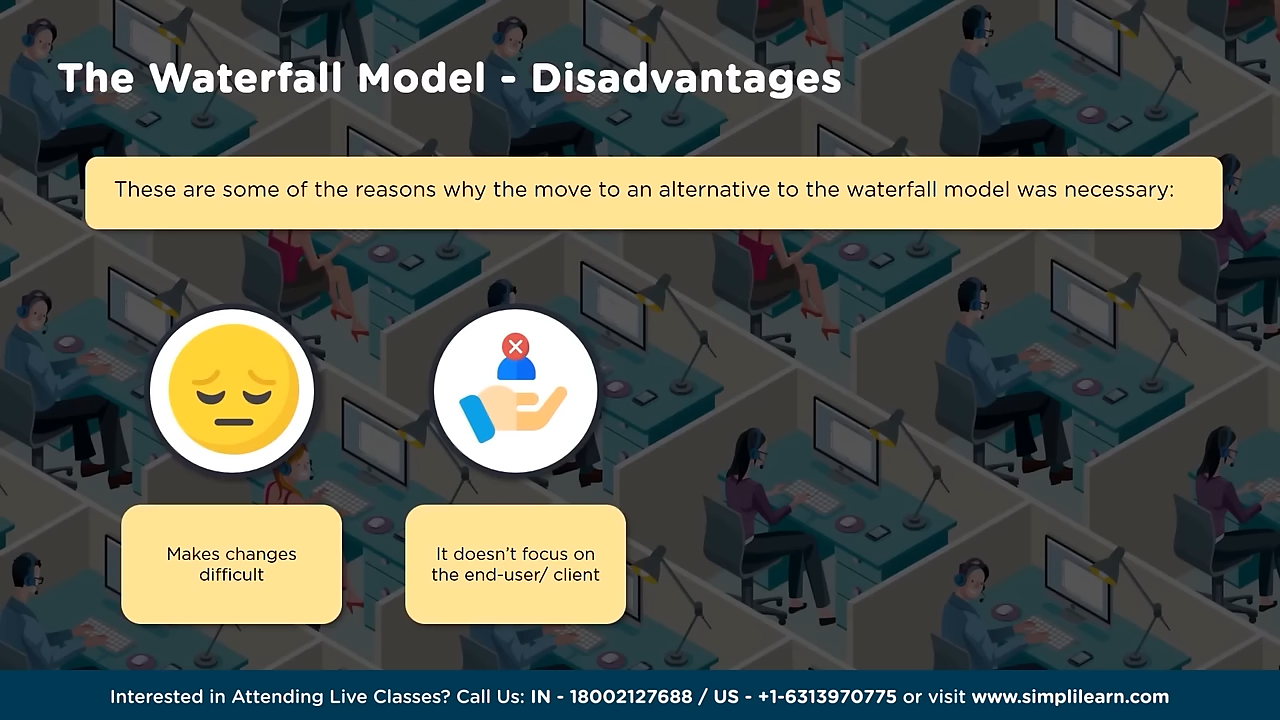 The Waterfall Model - Disadvantages
These are some of the reasons why the move to an alternative to the waterfall model was necessary:
Makes changes
difficult
It doesn't focus on
the end-user/ client
Interested in Attending Live Classes? Call Us: IN - 18002127688 / US - +1-6313970775 or visit www.simplilearn.com